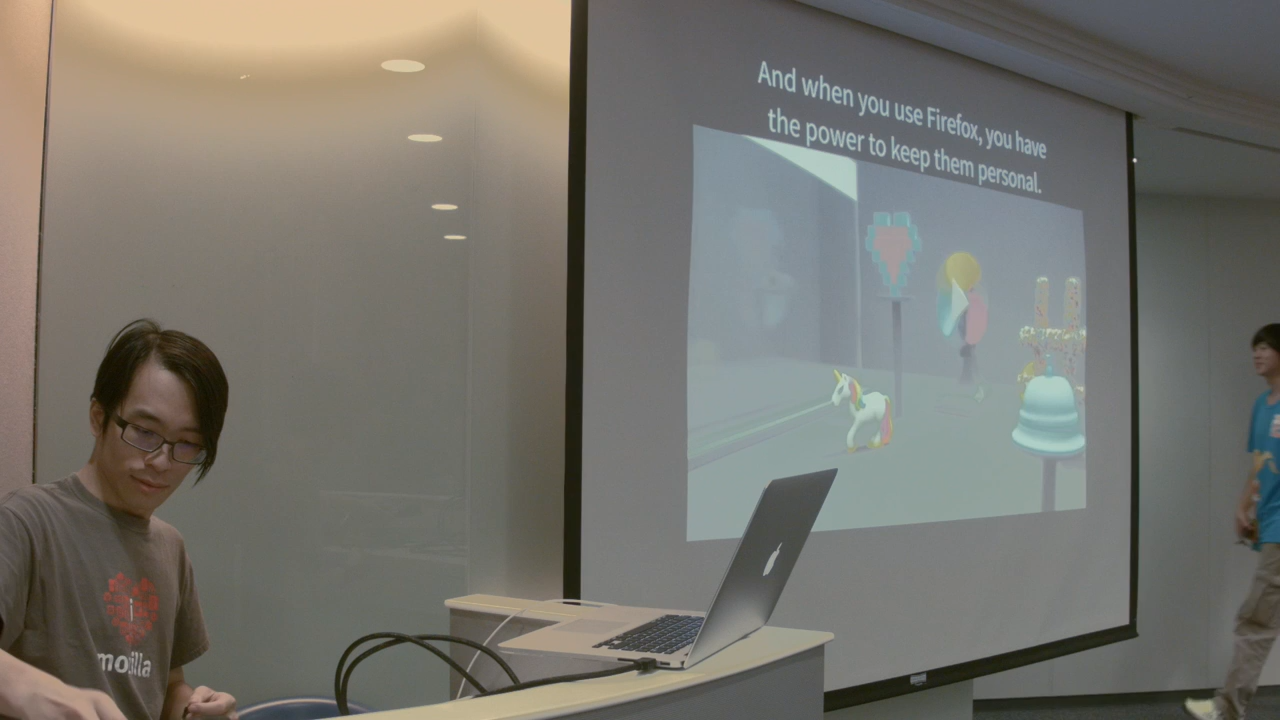 And when you use Firefox, you have
the power to keep them personal.
i
mozilla